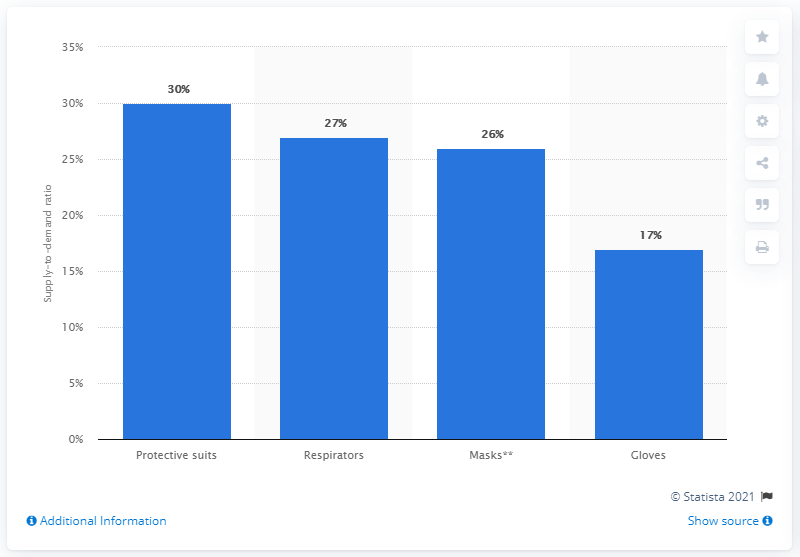 35%
30%
25%
20%
15%
10%
5%
0%
Supply-to-demand ratio
30%
27%
26%
17%
Protective suits
Respirators
Masks**
Gloves
© Statista 2021
Additional Information
Show source